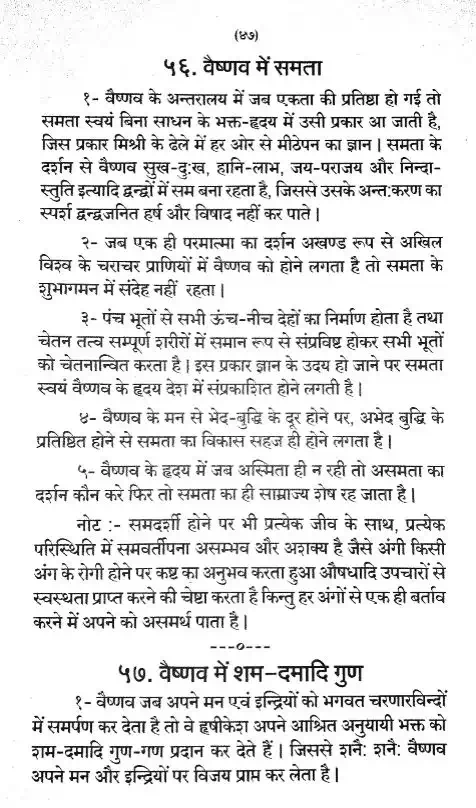 (४७)
५६. वैष्णव में समता
१- वैष्णव के अन्तरालय में जब एकता की प्रतिष्ठा हो गई तो
समता स्वयं बिना साधन के भक्त-हृदय में उसी प्रकार आ जाती है,
जिस प्रकार मिश्री के ढेले में हर ओर से मीठेपन का ज्ञान। समता के
दर्शन से वैष्णव सुख-दु:ख, हानि-लाभ, जय-पराजय और निन्दा-
स्तुति इत्यादि द्वन्द्वों में सम बना रहता है, जिससे उसके अन्त:करण का
स्पर्श द्वन्द्वजनित हर्ष और विषाद नहीं कर पाते।
२- जब एक ही परमात्मा का दर्शन अखण्ड रूप से अखिल
विश्व के चराचर प्राणियों में वैष्णव को होने लगता है तो समता के
शुभागमन में संदेह नहीं रहता।
३- पंच भूतों से सभी ऊंच-नीच देहों का निर्माण होता है तथा
चेतन तत्व सम्पूर्ण शरीरों में समान रूप से संप्रविष्ट होकर सभी भूतों
को चेतनान्वित करता है। इस प्रकार ज्ञान के उदय हो जाने पर समता
स्वयं वैष्णव के हृदय देश में संप्रकाशित होने लगती है।
४- वैष्णव के मन से भेद-बुद्धि के दूर होने पर, अभेद बुद्धि के
प्रतिष्ठित होने से समता का विकास सहज ही होने लगता है।
५- वैष्णव के हृदय में जब अस्मिता ही न रही तो असमता का
दर्शन कौन करे फिर तो समता का ही साम्राज्य शेष रह जाता है।
नोट :- समदर्शी होने पर भी प्रत्येक जीव के साथ, प्रत्येक
परिस्थिति में समवर्तीपना असम्भव और अशक्य है जैसे अंगी किसी
अंग के रोगी होने पर कष्ट का अनुभव करता हुआ औषधादि उपचारों से
स्वस्थता प्राप्त करने की चेष्टा करता है किन्तु हर अंगों से एक ही बर्ताव
करने में अपने को असमर्थ पाता है।
---०---
५७. वैष्णव में शम-दमादि गुण
१- वैष्णव जब अपने मन एवं इन्द्रियों को भगवत चरणारविन्दों
में समर्पण कर देता है तो वे हृषीकेश अपने आश्रित अनुयायी भक्त को
शम-दमादि गुण-गण प्रदान कर देते हैं। जिससे शनै: शनै: वैष्णव
अपने मन और इन्द्रियों पर विजय प्राप्त कर लेता है।